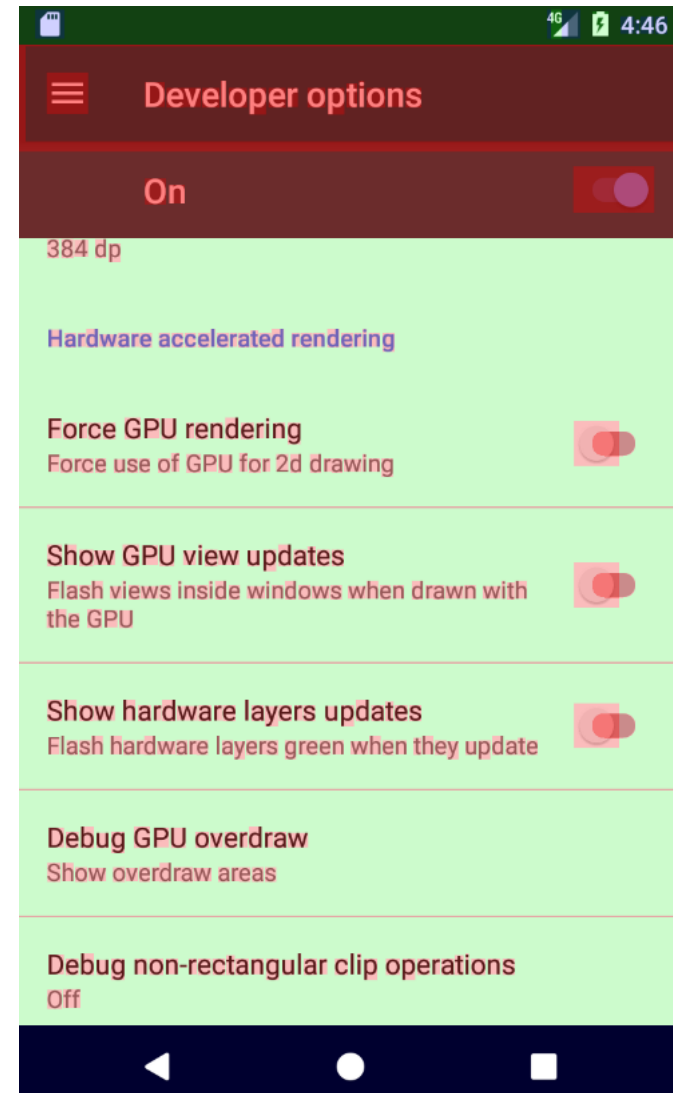 4G 4:46
Developer options
On
384 dp
Hardware accelerated rendering
Force GPU rendering
Force use of GPU for 2d drawing
Show GPU view updates
Flash views inside windows when drawn with
the GPU
Show hardware layers updates
Flash hardware layers green when they update
Debug GPU overdraw
Show overdraw areas
Debug non-rectangular clip operations
Off